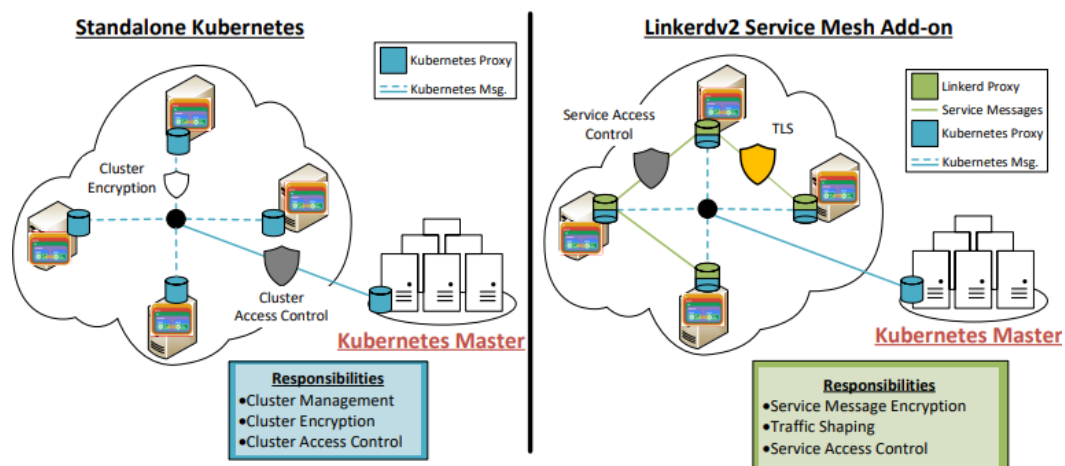 Standalone Kubernetes
Kubernetes Proxy
Kubernetes Msg.
Cluster
Encryption
Cluster
Access Control
Kubernetes Master
Responsibilities
•Cluster Management
•Cluster Encryption
•Cluster Access Control
Linkerdv2 Service Mesh Add-on
Linkerd Proxy
Service Messages
Kubernetes Proxy
Kubernetes Msg.
Service Access
Control
TLS
Kubernetes Master
Responsibilities
•Service Message Encryption
•Traffic Shaping
•Service Access Control